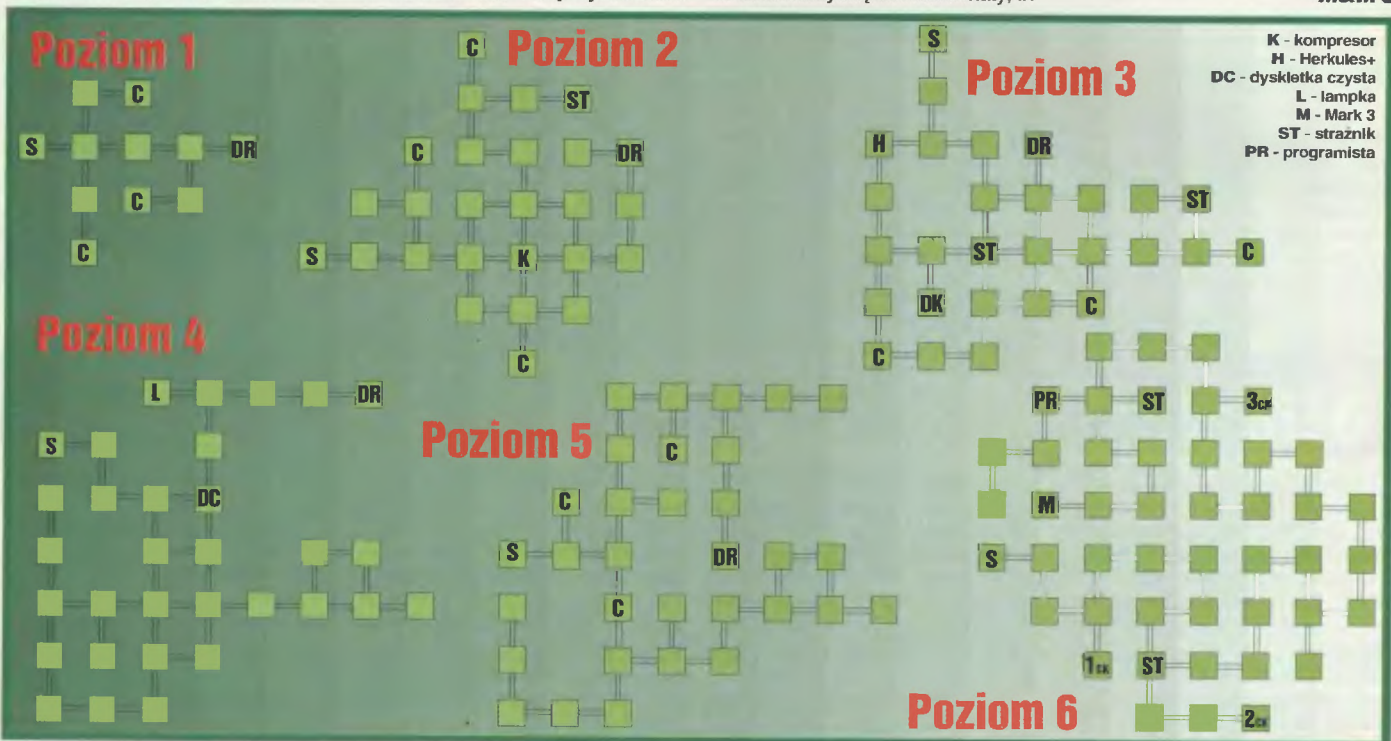 Poziom 1
C
S
DR
C
C
Poziom 2
C
ST
C
DR
S
K
C
Poziom 3
S
H
DR
ST
ST
C
DK
C
C
K - kompresor
H - Herkules+
DC - dyskletka czysta
L - lampka
M - Mark 3
ST - strażnik
PR - programista
Poziom 4
L
DR
S
DC
Poziom 5
C
C
S
DR
C
PR
ST
M
S
ST
Poziom 6